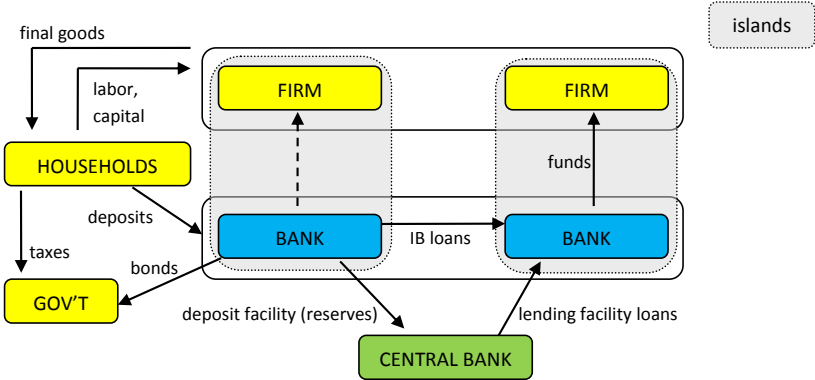 final goods
islands
labor,
capital
FIRM
FIRM
HOUSEHOLDS
funds
deposits
BANK
IB loans
BANK
taxes
bonds
GOV’T
deposit facility (reserves)
lending facility loans
CENTRAL BANK